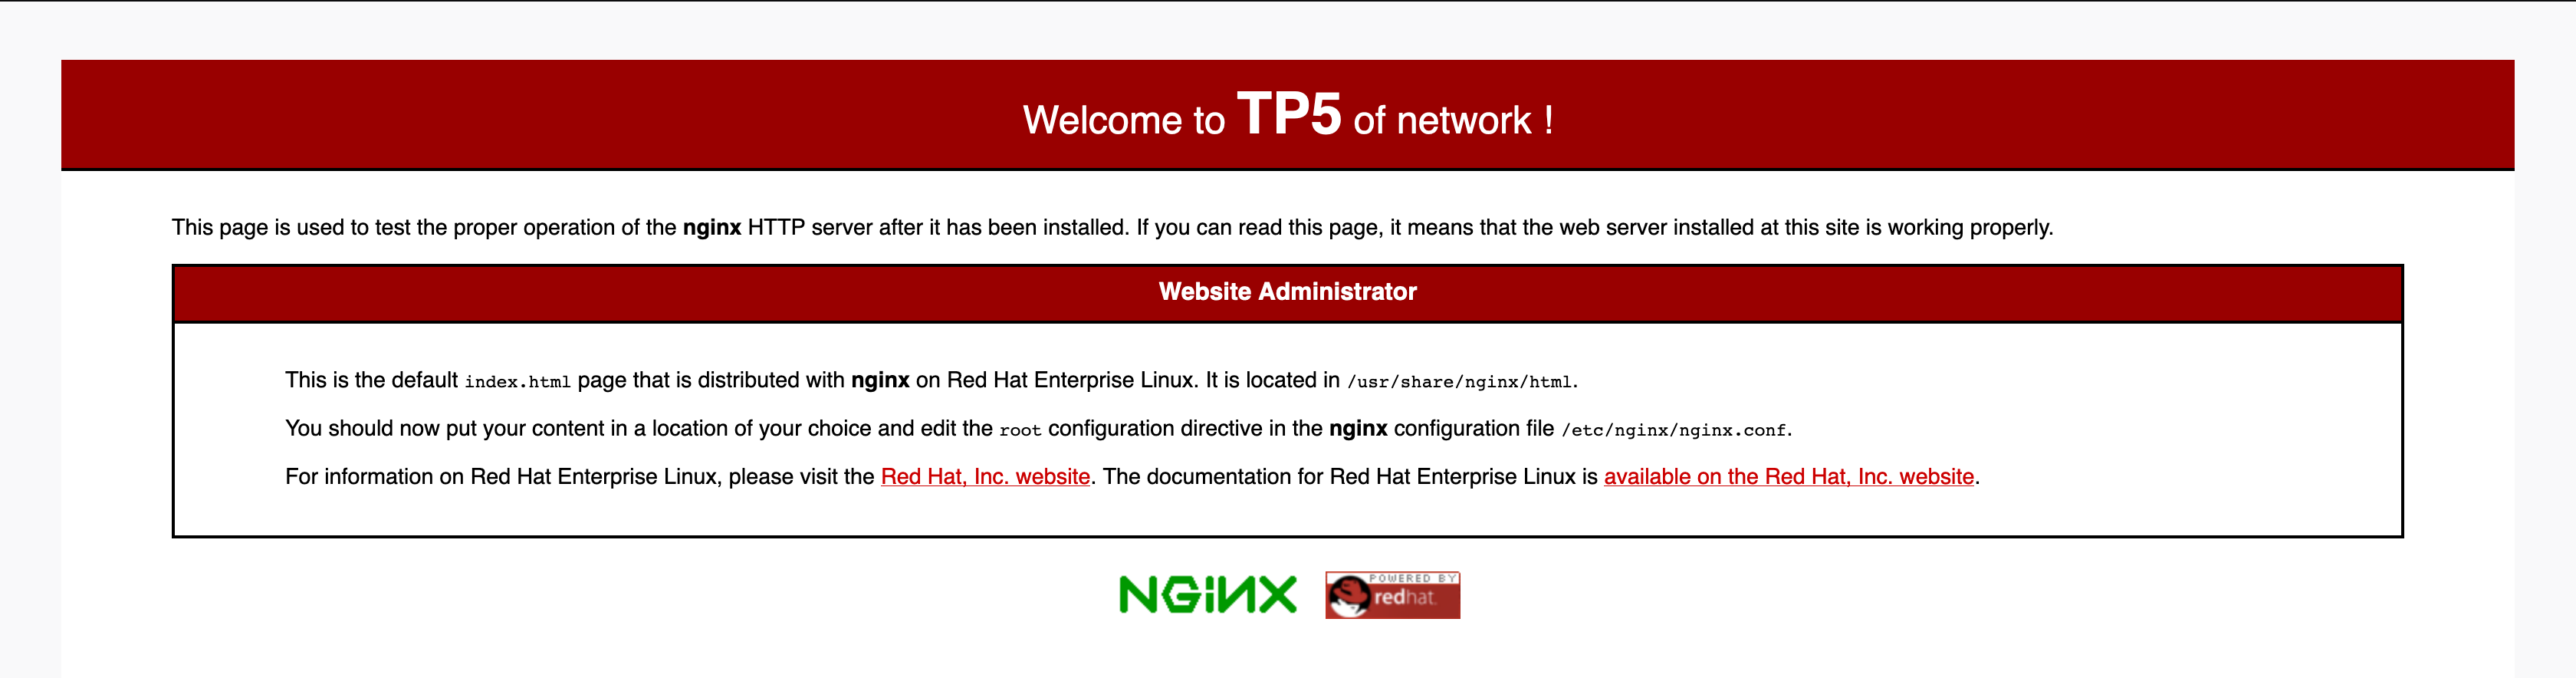 Welcome to TP5 of network !
This page is used to test the proper operation of the nginx HTTP server after it has been installed. If you can read this page, it means that the web server installed at this site is working properly.
Website Administrator
This is the default index.html page that is distributed with nginx on Red Hat Enterprise Linux. It is located in /usr/share/nginx/html.
You should now put your content in a location of your choice and edit the root configuration directive in the nginx configuration file /etc/nginx/nginx.conf.
For information on Red Hat Enterprise Linux, please visit the Red Hat, Inc. website. The documentation for Red Hat Enterprise Linux is available on the Red Hat, Inc. website.
NGINX
POWERED BY
redhat.